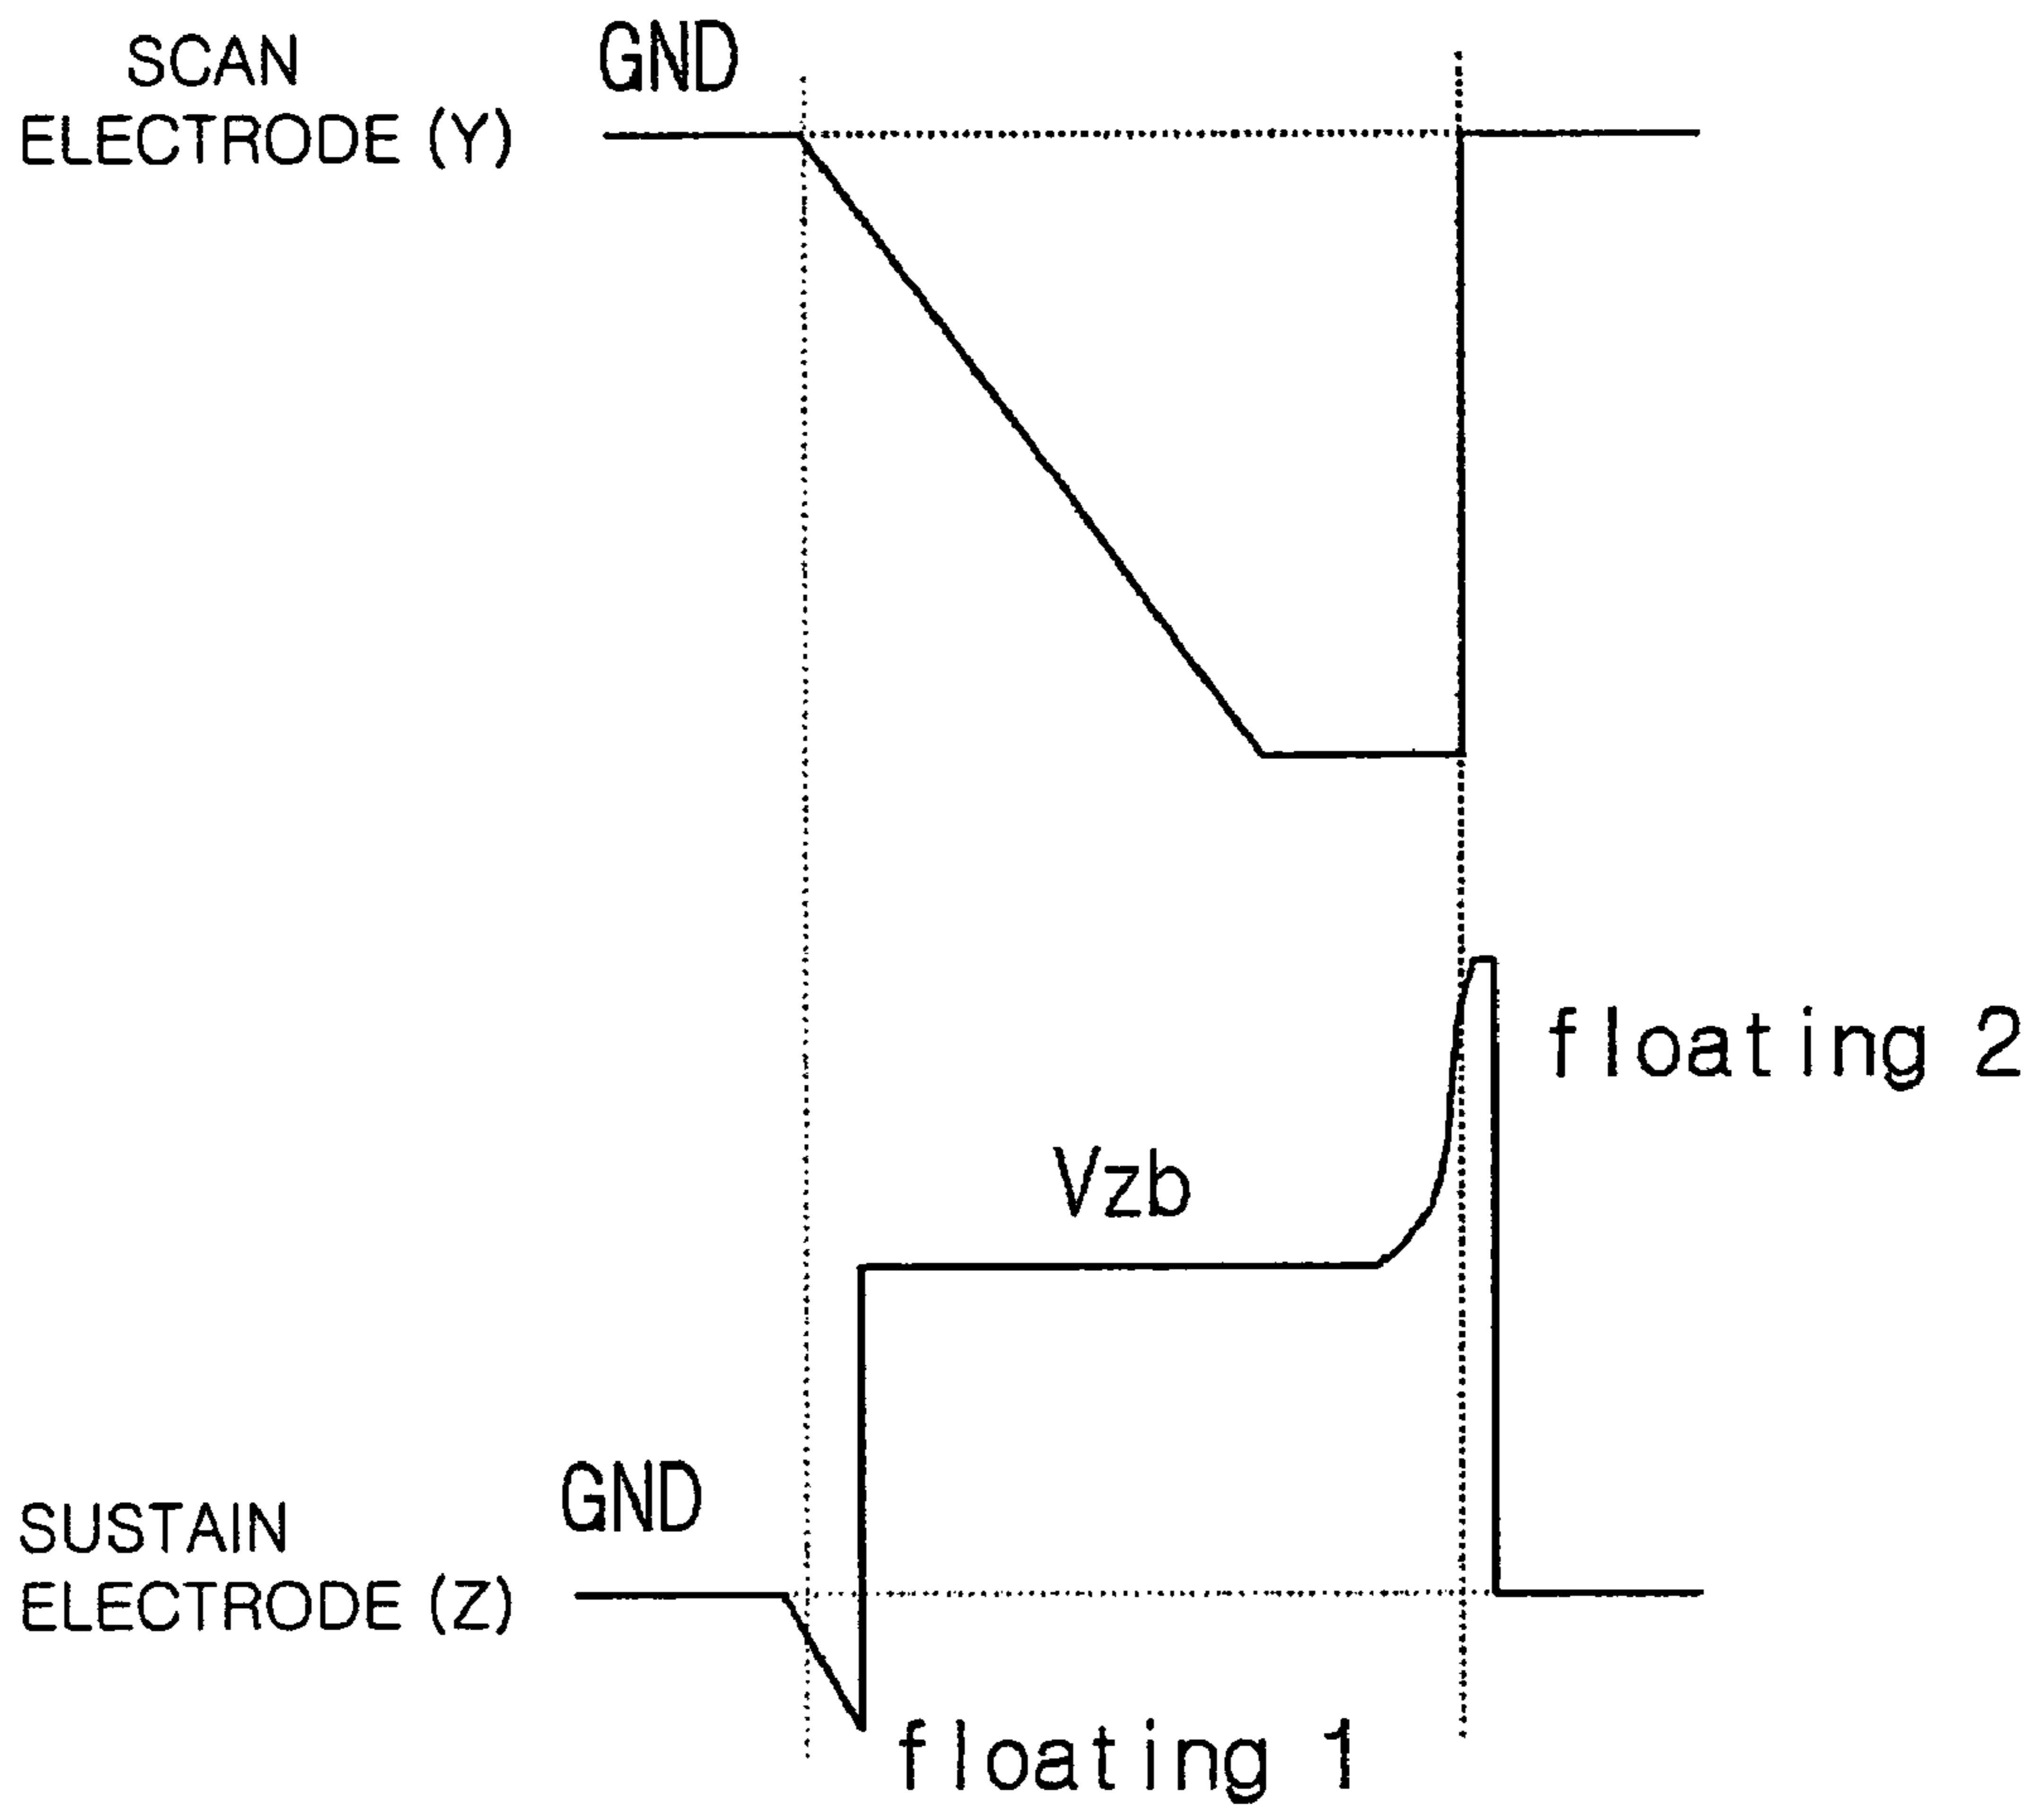 SCAN
ELECTRODE (Y)
GND
floating 2
Vzb
GND
SUSTAIN
ELECTRODE (Z)
floating 1